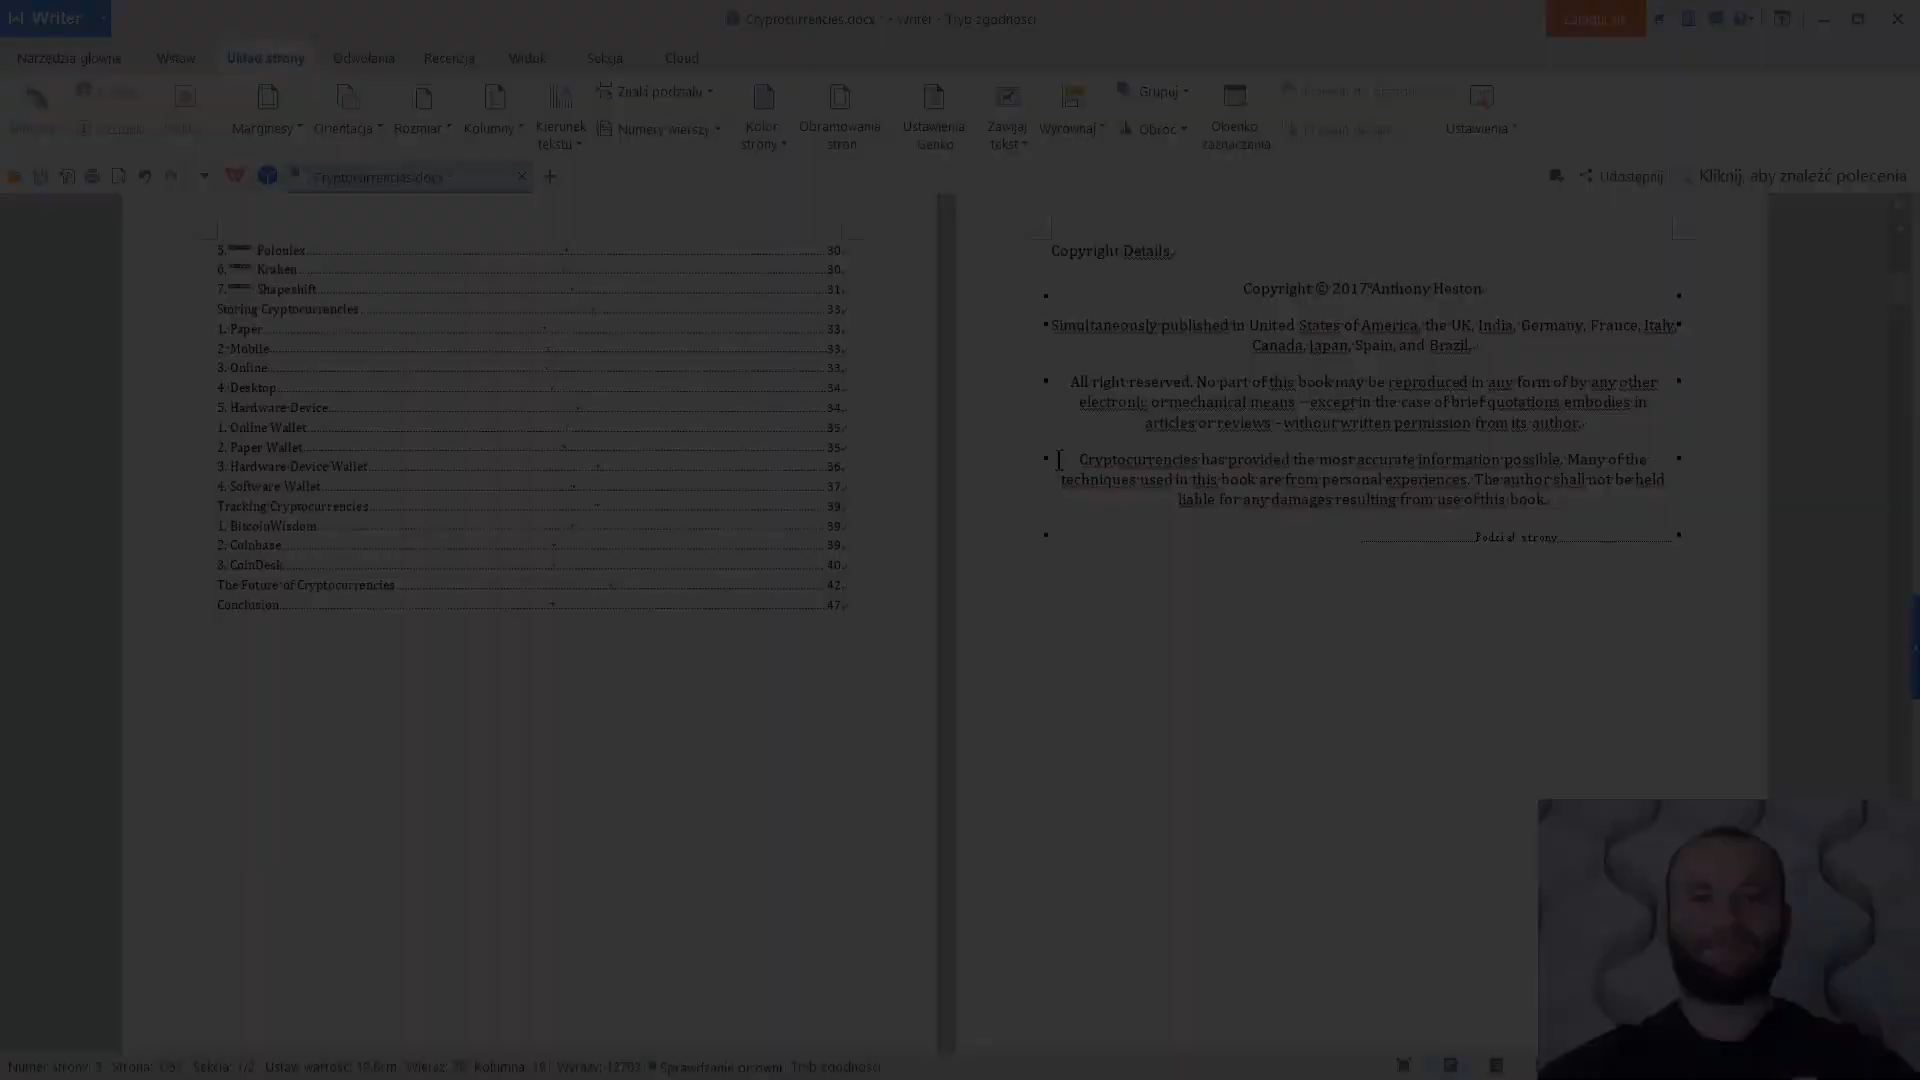 Writer
Cryptocurrencies.docx * - Writer - Tryb zgodności
Zaloguj się
Narzędzia główne Wstaw Układ strony Odwołania Recenzja Widok Sekcja Cloud
Marginesy Orientacja Rozmiar Kolumny Kierunek tekstu
Znaki podziału
Numery wierszy
Kolor strony Obramowania stron Ustawienia Genko Zawijaj tekst Wyrównaj
Grupuj
Obróć
Okienko zaznaczenia
Ustawienia
Cryptocurrencies.docx *
Udostępnij Kliknij, aby znaleźć polecenia
5. Poloniex 30
6. Kraken 30
7. Shapeshift 31
Storing Cryptocurrencies 33
1. Paper 33
2. Mobile 33
3. Online 33
4. Desktop 34
5. Hardware Device 34
1. Online Wallet 35
2. Paper Wallet 35
3. Hardware Device Wallet 36
4. Software Wallet 37
Tracking Cryptocurrencies 39
1. BitcoinWisdom 39
2. Coinbase 39
3. CoinDesk 40
The Future of Cryptocurrencies 42
Conclusion 47
Copyright Details
Copyright © 2017 Anthony Heston
Simultaneously published in United States of America, the UK, India, Germany, France, Italy,
Canada, Japan, Spain, and Brazil.
All right reserved. No part of this book may be reproduced in any form of by any other
electronic or mechanical means – except in the case of brief quotations embodies in
articles or reviews - without written permission from its author.
Cryptocurrencies has provided the most accurate information possible. Many of the
techniques used in this book are from personal experiences. The author shall not be held
liable for any damages resulting from use of this book.
Podział strony
Numer strony: 3 Strona: Sekcja: 1/2 Ustaw wartość: Wiersz: Kolumna: Wyrazy: 12703 Sprawdzanie pisowni Tryb zgodności